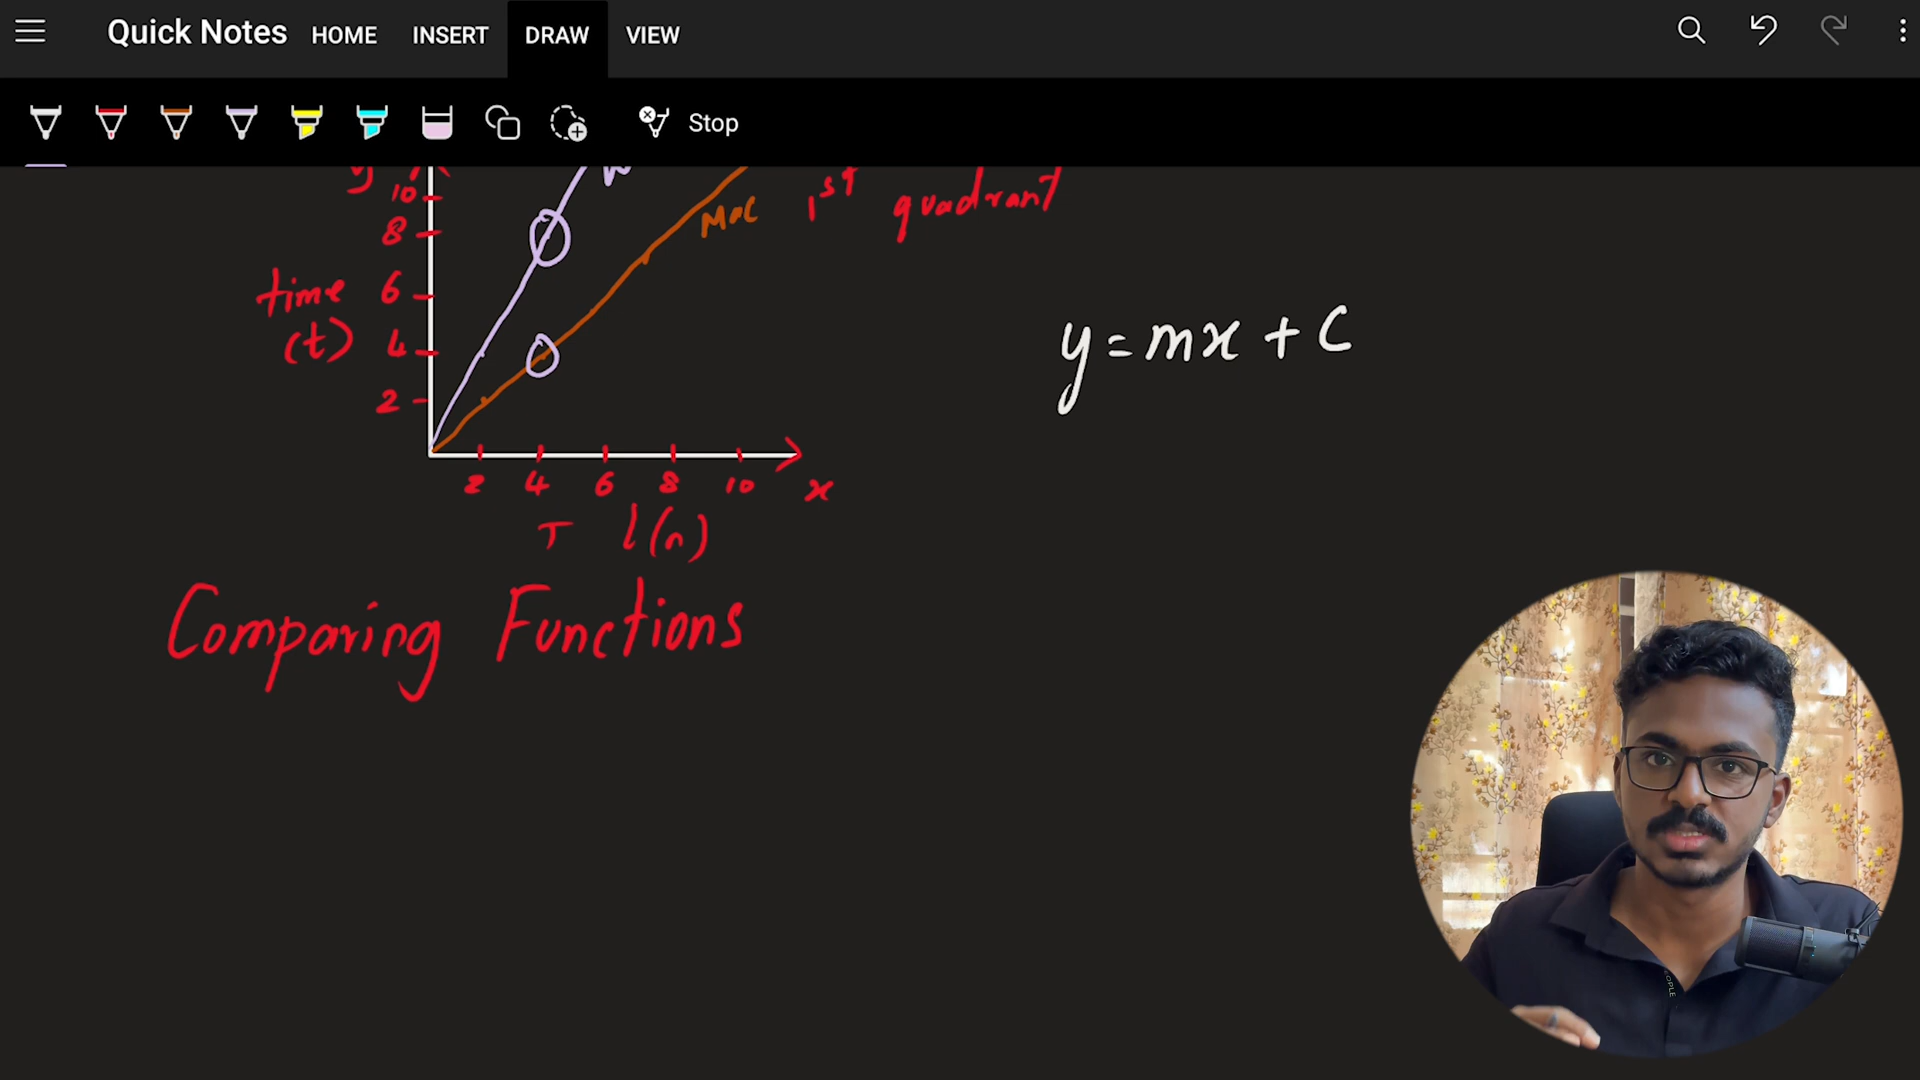 Quick Notes HOME INSERT DRAW VIEW
Stop
y
10
8
Mac
1st quadrant
time 6
(t) 4
2
y = mx + C
2 4 6 8 10 x
I l(n)
Comparing Functions
OPLE